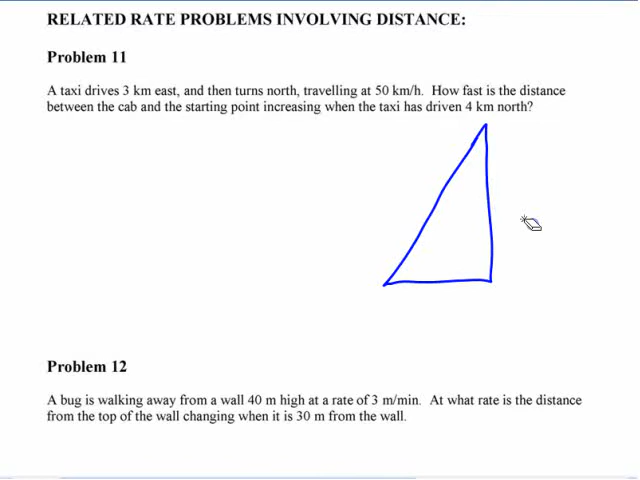 RELATED RATE PROBLEMS INVOLVING DISTANCE:
Problem 11
A taxi drives 3 km east, and then turns north, travelling at 50 km/h.  How fast is the distance
between the cab and the starting point increasing when the taxi has driven 4 km north?
Problem 12
A bug is walking away from a wall 40 m high at a rate of 3 m/min.  At what rate is the distance
from the top of the wall changing when it is 30 m from the wall.